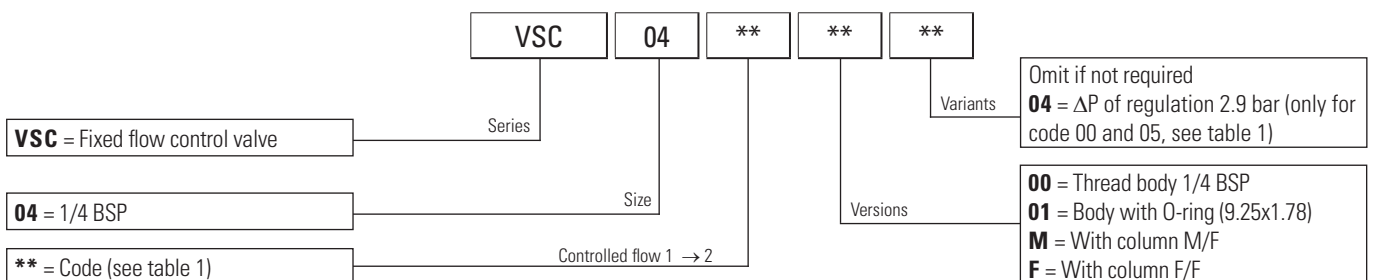 VSC 04 ** ** **
Omit if not required
04 = ΔP of regulation 2.9 bar (only for
code 00 and 05, see table 1)
Variants
Series
VSC = Fixed flow control valve
00 = Thread body 1/4 BSP
01 = Body with O-ring (9.25x1.78)
M = With column M/F
F = With column F/F
Versions
Size
04 = 1/4 BSP
Controlled flow 1 → 2
** = Code (see table 1)